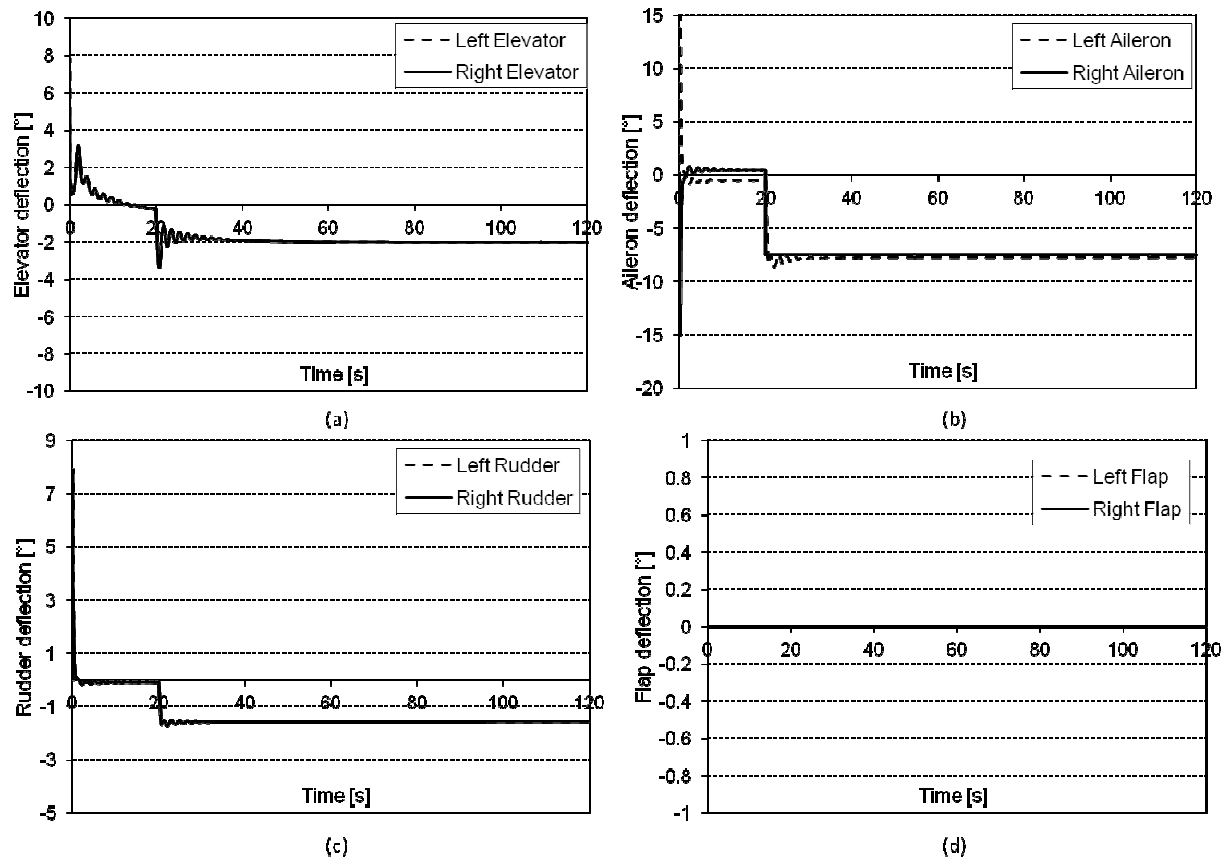 10
8
6
4
2
0
-2
-4
-6
-8
-10
Elevator deflection [°]
0 20 40 60 80 100 120
Time [s]
Left Elevator
Right Elevator
(a)
15
10
5
0
-5
-10
-15
-20
Aileron deflection [°]
0 20 40 60 80 100 120
Time [s]
Left Aileron
Right Aileron
(b)
9
7
5
3
1
-1
-3
-5
Rudder deflection [°]
0 20 40 60 80 100 120
Time [s]
Left Rudder
Right Rudder
(c)
1
0.8
0.6
0.4
0.2
0
-0.2
-0.4
-0.6
-0.8
-1
Flap deflection [°]
0 20 40 60 80 100 120
Time [s]
Left Flap
Right Flap
(d)